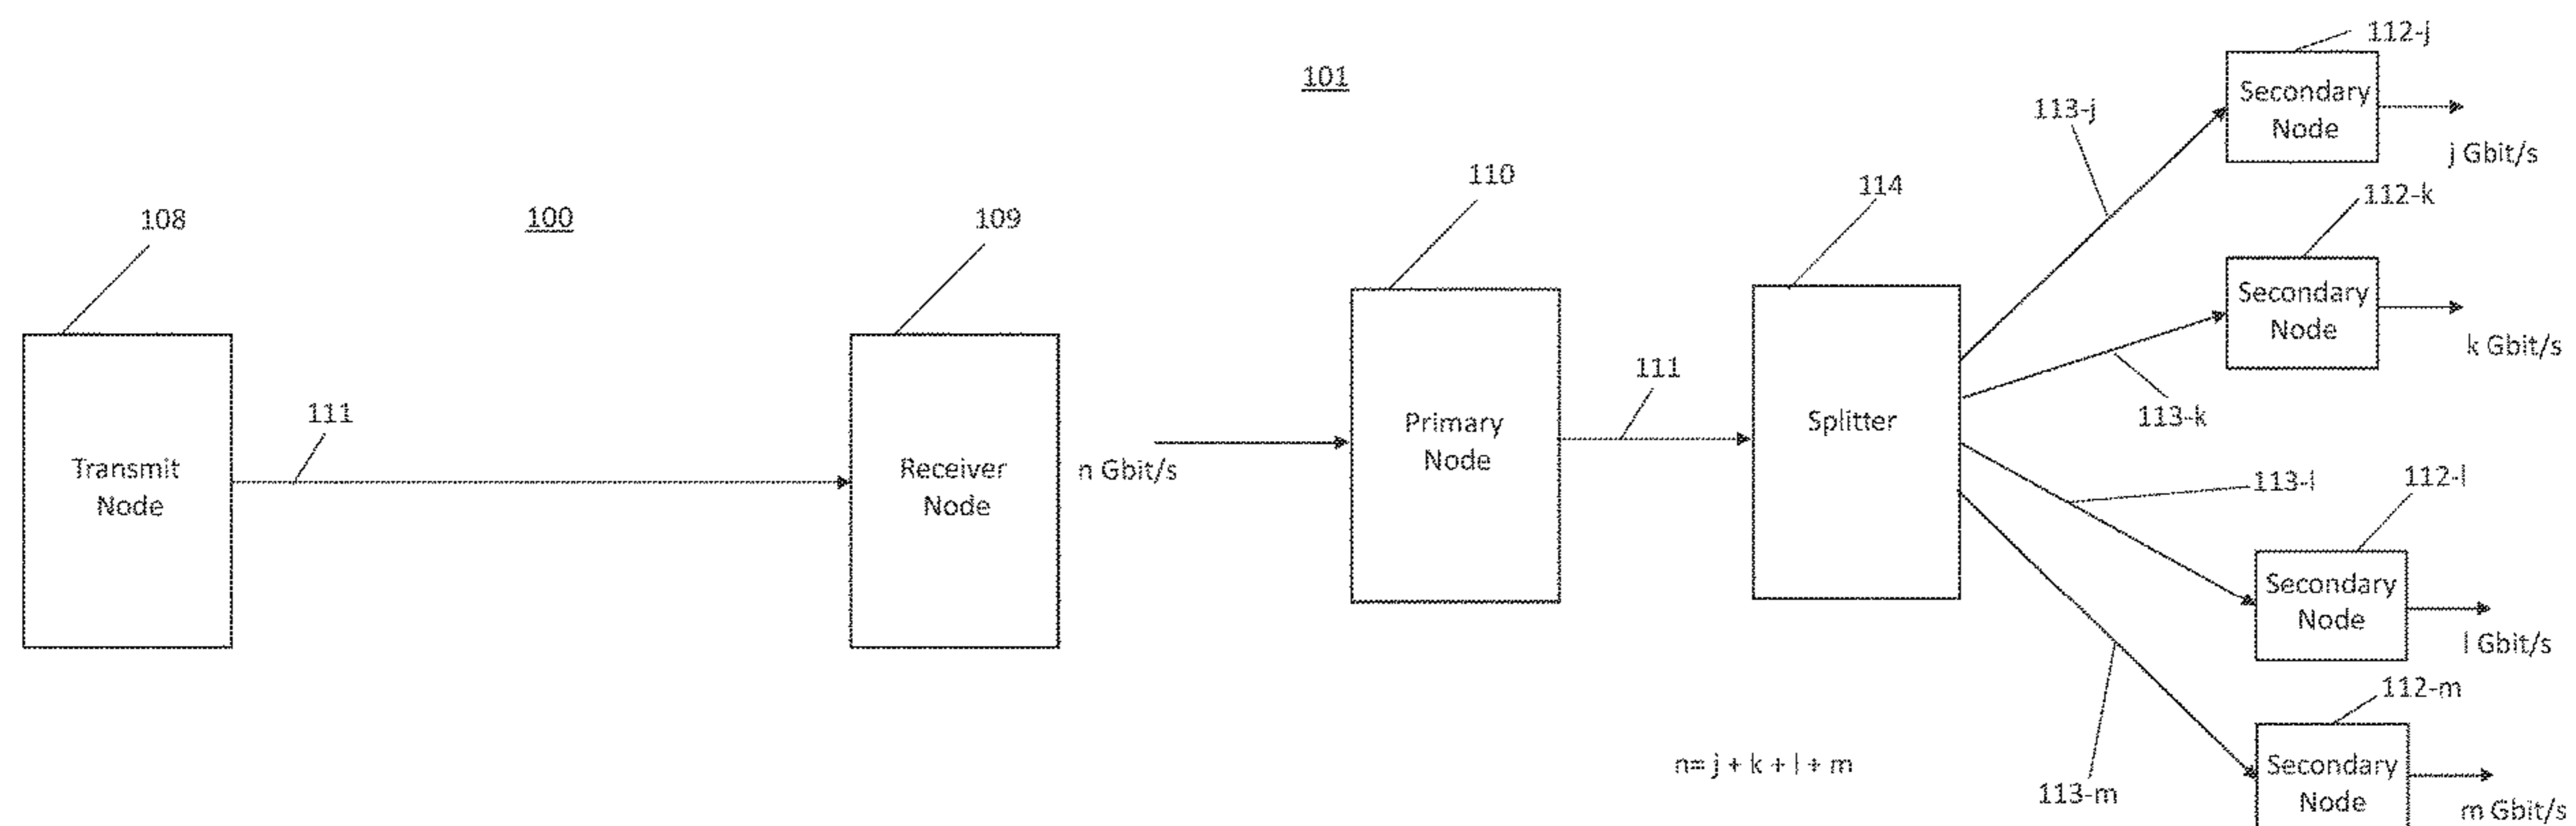 112-j
101
Secondary
Node
113-j
j Gbit/s
110
114
112-k
108
100
109
Secondary
Node
k Gbit/s
111
111
113-k
Transmit
Node
Receiver
Node
n Gbit/s
Primary
Node
Splitter
113-l
112-l
Secondary
Node
l Gbit/s
112-m
n= j + k + l + m
113-m
Secondary
Node
m Gbit/s